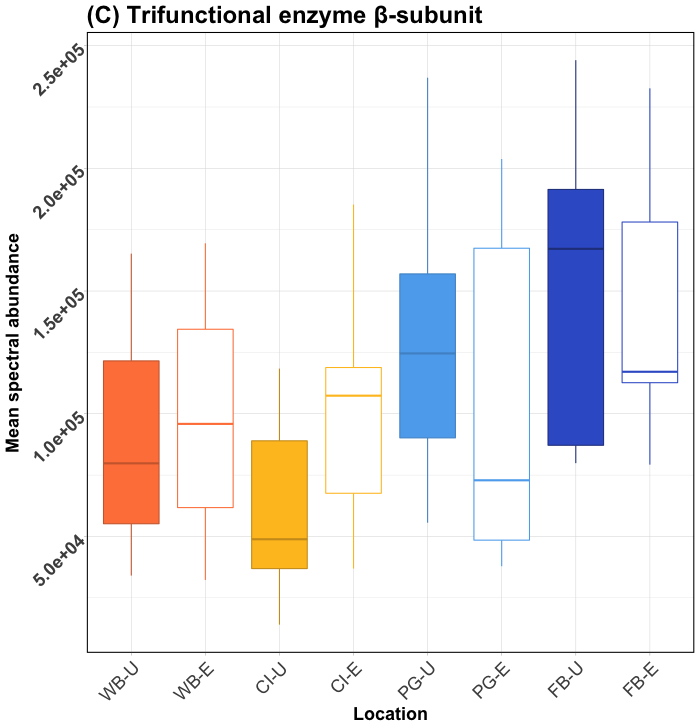 (C) Trifunctional enzyme β-subunit
Mean spectral abundance
2.5e+05
2.0e+05
1.5e+05
1.0e+05
5.0e+04
WB-U WB-E CI-U CI-E PG-U PG-E FB-U FB-E
Location